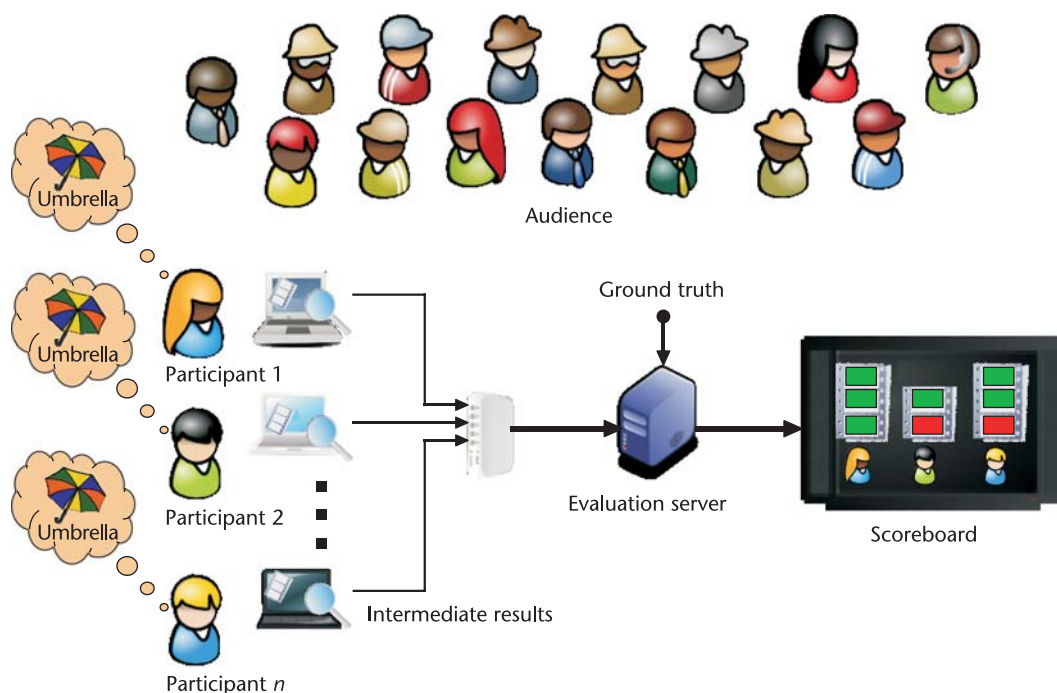 Audience
Umbrella
Participant 1
Umbrella
Participant 2
Umbrella
Participant n
Intermediate results
Ground truth
Evaluation server
Scoreboard